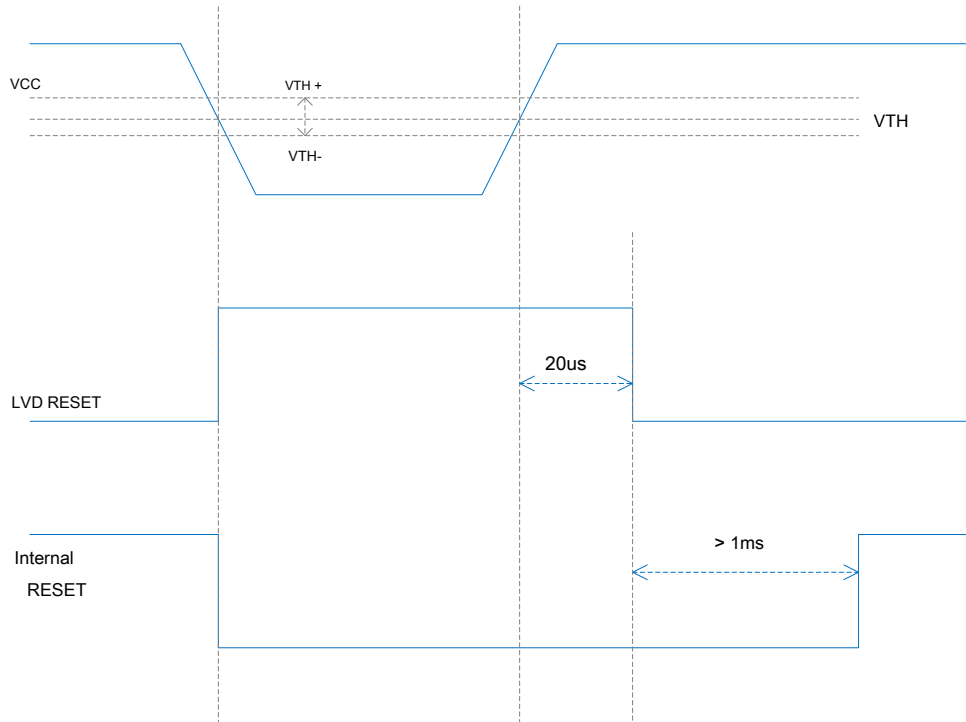 VCC
VTH +
VTH
VTH-
20us
LVD RESET
> 1ms
Internal
RESET